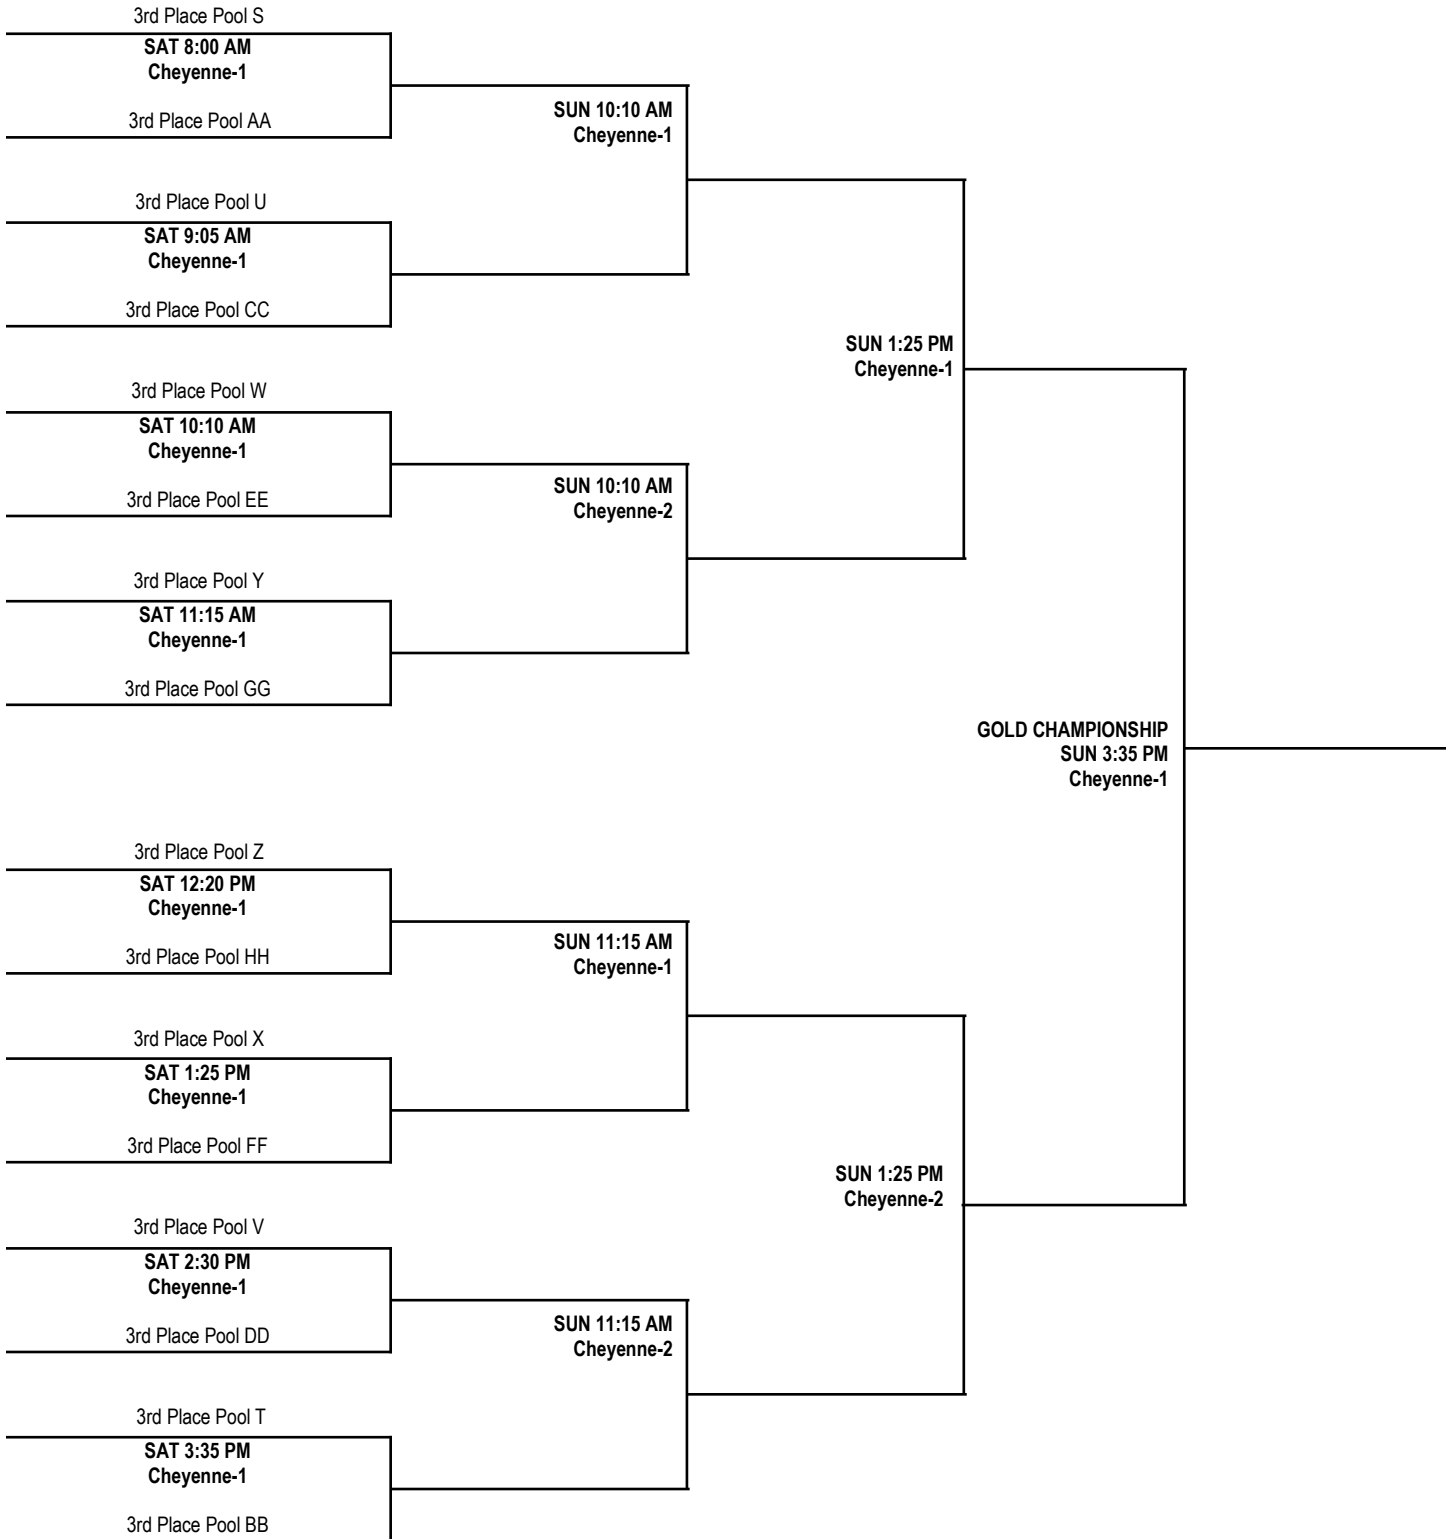 3rd Place Pool S
SAT 8:00 AM
Cheyenne-1
3rd Place Pool AA
SUN 10:10 AM
Cheyenne-1
3rd Place Pool U
SAT 9:05 AM
Cheyenne-1
3rd Place Pool CC
SUN 1:25 PM
Cheyenne-1
3rd Place Pool W
SAT 10:10 AM
Cheyenne-1
3rd Place Pool EE
SUN 10:10 AM
Cheyenne-2
3rd Place Pool Y
SAT 11:15 AM
Cheyenne-1
3rd Place Pool GG
GOLD CHAMPIONSHIP
SUN 3:35 PM
Cheyenne-1
3rd Place Pool Z
SAT 12:20 PM
Cheyenne-1
3rd Place Pool HH
SUN 11:15 AM
Cheyenne-1
3rd Place Pool X
SAT 1:25 PM
Cheyenne-1
3rd Place Pool FF
SUN 1:25 PM
Cheyenne-2
3rd Place Pool V
SAT 2:30 PM
Cheyenne-1
3rd Place Pool DD
SUN 11:15 AM
Cheyenne-2
3rd Place Pool T
SAT 3:35 PM
Cheyenne-1
3rd Place Pool BB